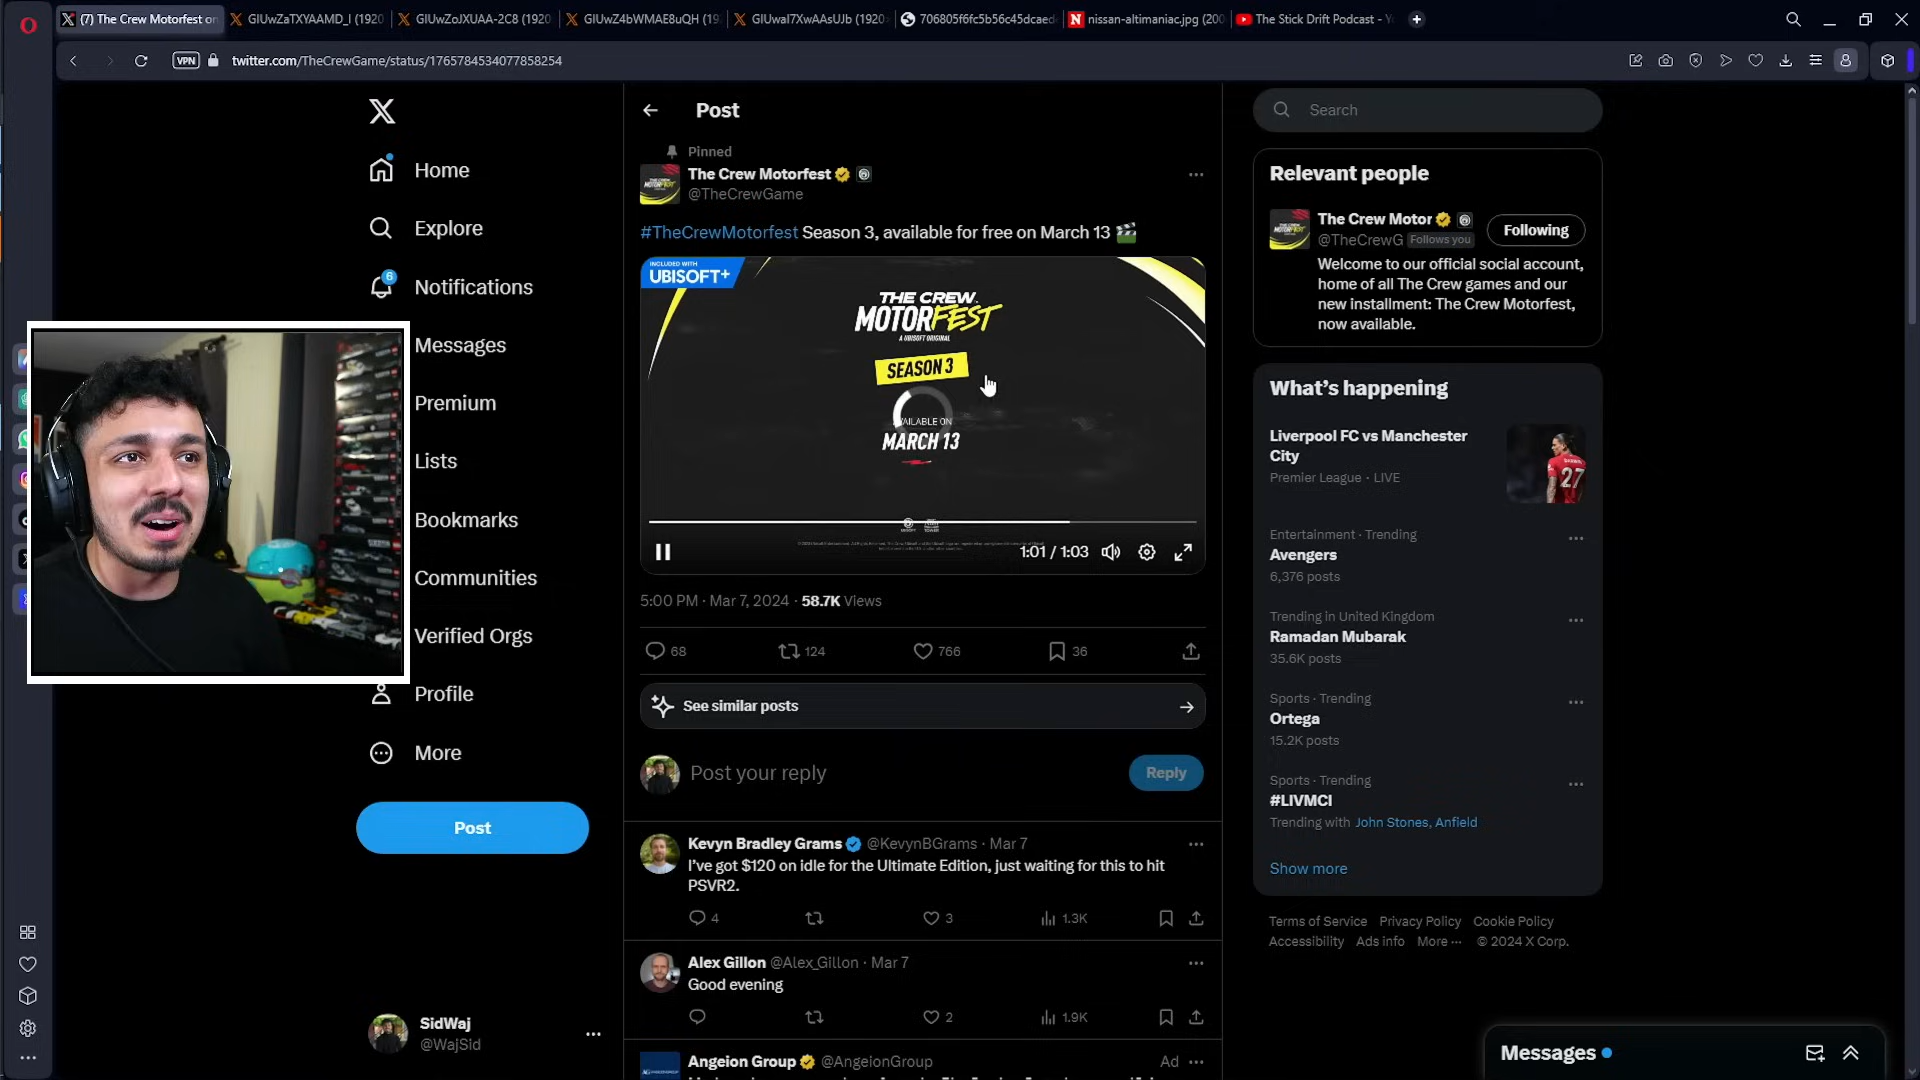 (7) The Crew Motorfest on
GIUwZaTXYAAMD_I (1920
GIUwZoJXUAA-2C8 (1920
GIUwZ4bWMAE8uQH (19
GIUwaI7XwAAsUJb (1920
706805f6fc5b56c45dcaed
nissan-altimaniac.jpg (200
The Stick Drift Podcast - Y
VPN
twitter.com/TheCrewGame/status/1765784534077858254
Home
Explore
6
Notifications
Messages
Premium
Lists
Bookmarks
Communities
Verified Orgs
Profile
More
Post
SidWaj
@WajSid
Post
Pinned
The Crew Motorfest
@TheCrewGame
#TheCrewMotorfest Season 3, available for free on March 13
INCLUDED WITH
UBISOFT+
THE CREW
MOTORFEST
A UBISOFT ORIGINAL
SEASON 3
AVAILABLE ON
MARCH 13
1:01 / 1:03
5:00 PM · Mar 7, 2024 · 58.7K Views
68
124
766
36
See similar posts
Post your reply
Reply
Kevyn Bradley Grams @KevynBGrams · Mar 7
I've got $120 on idle for the Ultimate Edition, just waiting for this to hit
PSVR2.
4
3
1.3K
Alex Gillon @Alex_Gillon · Mar 7
Good evening
2
1.9K
Angeion Group @AngeionGroup
Ad
Search
Relevant people
The Crew Motor
@TheCrewG Follows you
Following
Welcome to our official social account,
home of all The Crew games and our
new installment: The Crew Motorfest,
now available.
What's happening
Liverpool FC vs Manchester
City
Premier League · LIVE
27
Entertainment · Trending
Avengers
6,376 posts
Trending in United Kingdom
Ramadan Mubarak
35.6K posts
Sports · Trending
Ortega
15.2K posts
Sports · Trending
#LIVMCI
Trending with John Stones, Anfield
Show more
Terms of Service Privacy Policy Cookie Policy
Accessibility Ads info More ··· © 2024 X Corp.
Messages